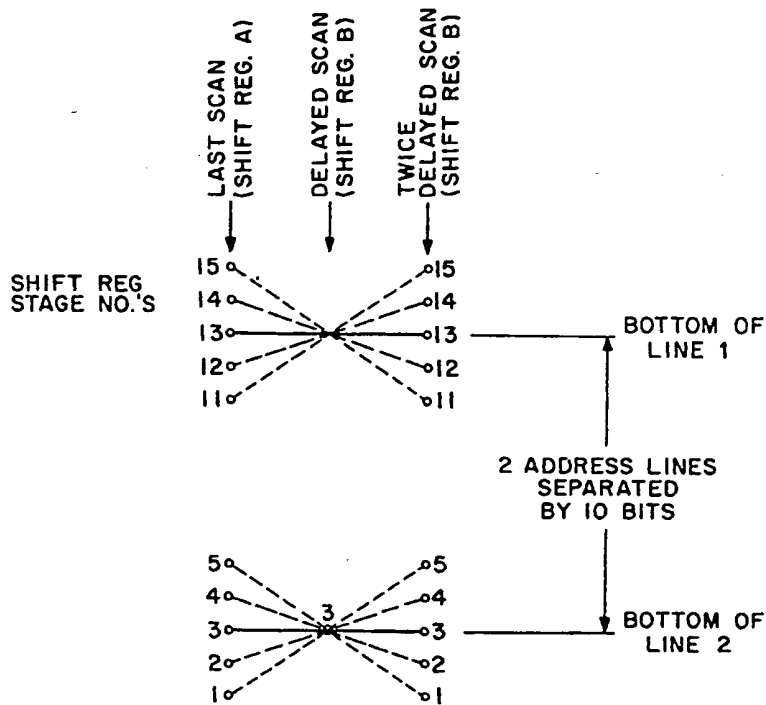 LAST SCAN
(SHIFT REG. A)
DELAYED SCAN
(SHIFT REG. B)
TWICE
DELAYED SCAN
(SHIFT REG. B)
SHIFT REG
STAGE NO.'S
15
14
13
12
11
15
14
13
12
11
BOTTOM OF
LINE 1
2 ADDRESS LINES
SEPARATED
BY 10 BITS
5
4
3
2
1
3
5
4
3
2
1
BOTTOM OF
LINE 2